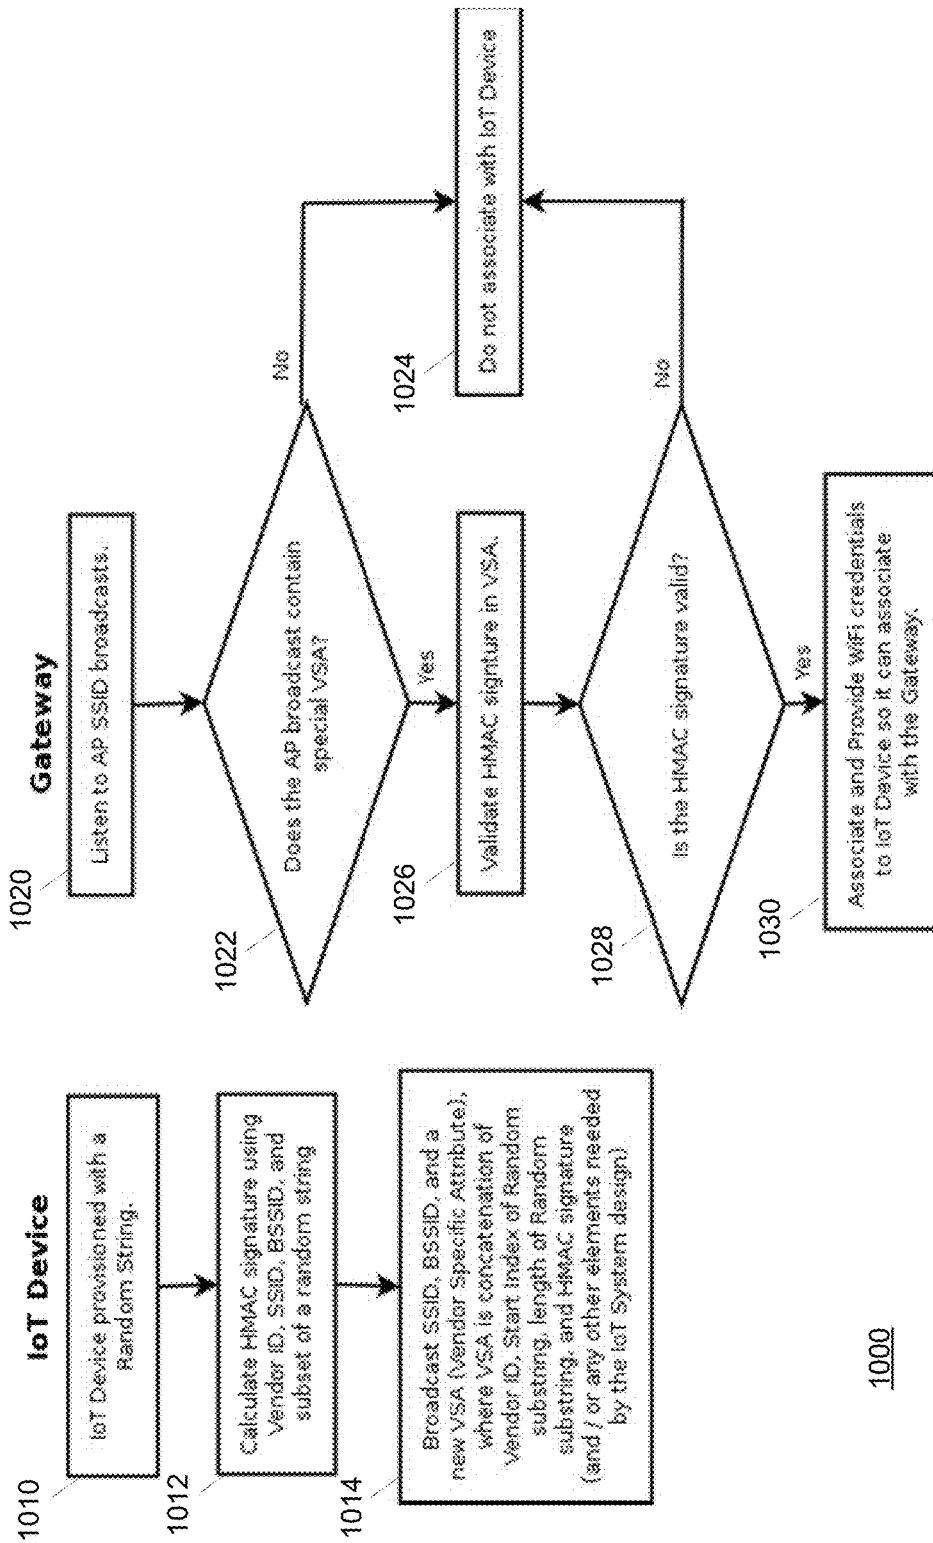 IoT Device
1010
IoT Device provisioned with a
Random String.
1012
Calculate HMAC signature using
Vendor ID, SSID, BSSID, and
subset of a random string
1014
Broadcast SSID, BSSID, and a
new VSA (Vendor Specific Attribute),
where VSA is concatenation of
Vendor ID, Start Index of Random
substring, length of Random
substring, and HMAC signature
(and / or any other elements needed
by the IoT System design)
Gateway
1020
Listen to AP SSID broadcasts.
1022
Does the AP broadcast contain
special VSA?
No
Yes
1024
Do not associate with IoT Device
1026
Validate HMAC signture in VSA.
1028
Is the HMAC signature valid?
No
Yes
1030
Associate and Provide WiFi credentials
to IoT Device so it can associate
with the Gateway.
1000